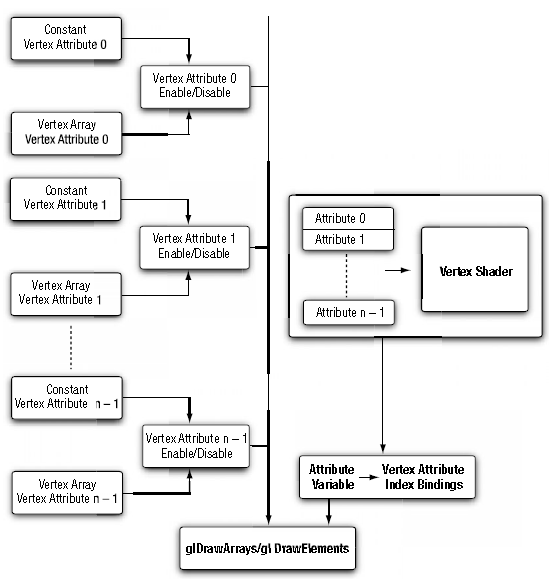 Constant
Vertex Attribute 0
Vertex Attribute 0
Enable/Disable
Vertex Array
Vertex Attribute 0
Constant
Vertex Attribute 1
Vertex Attribute 1
Enable/Disable
Vertex Array
Vertex Attribute 1
Constant
Vertex Attribute n – 1
Vertex Attribute n – 1
Enable/Disable
Vertex Array
Vertex Attribute n – 1
Attribute 0
Attribute 1
Attribute n – 1
Vertex Shader
Attribute
Variable
Vertex Attribute
Index Bindings
glDrawArrays/gl DrawElements